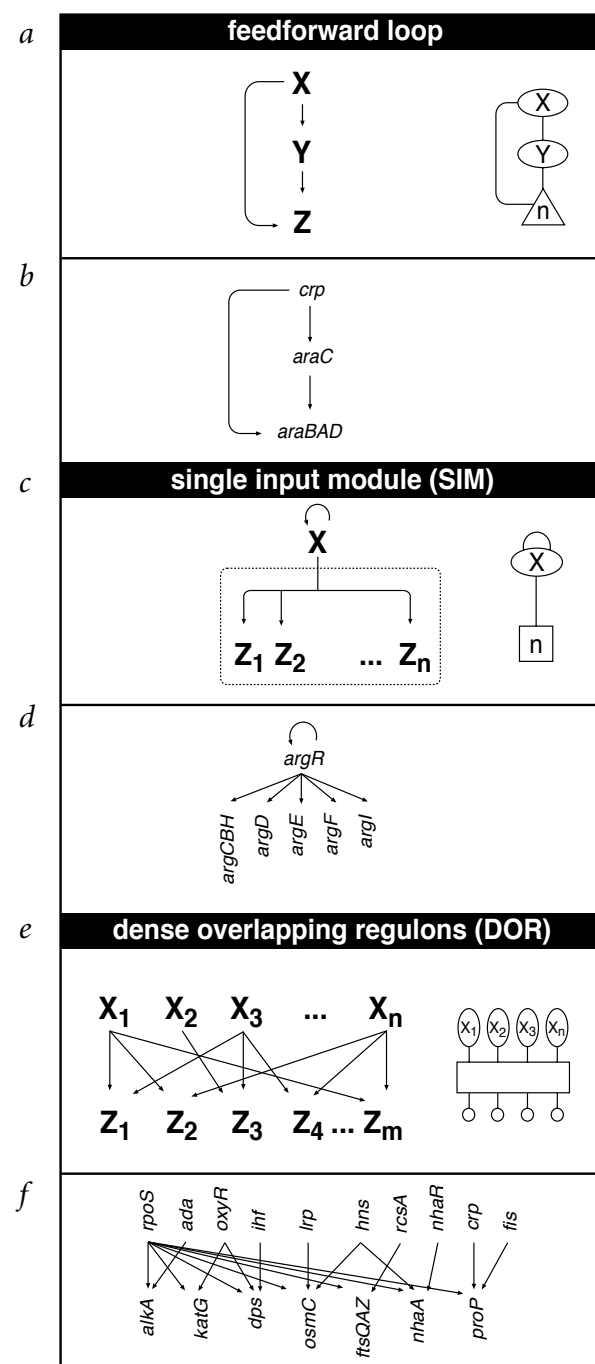 a
feedforward loop
X
Y
Z
X
Y
n
b
crp
araC
araBAD
c
single input module (SIM)
X
Z1 Z2 ... Zn
X
n
d
argR
argCBH argD argE argF argI
e
dense overlapping regulons (DOR)
X1 X2 X3 ... Xn
Z1 Z2 Z3 Z4 ... Zm
X1 X2 X3 Xn
f
rpoS ada oxyR ihf lrp hns rcsA nhaR crp fis
alkA katG dps osmC ftsQAZ nhaA proP